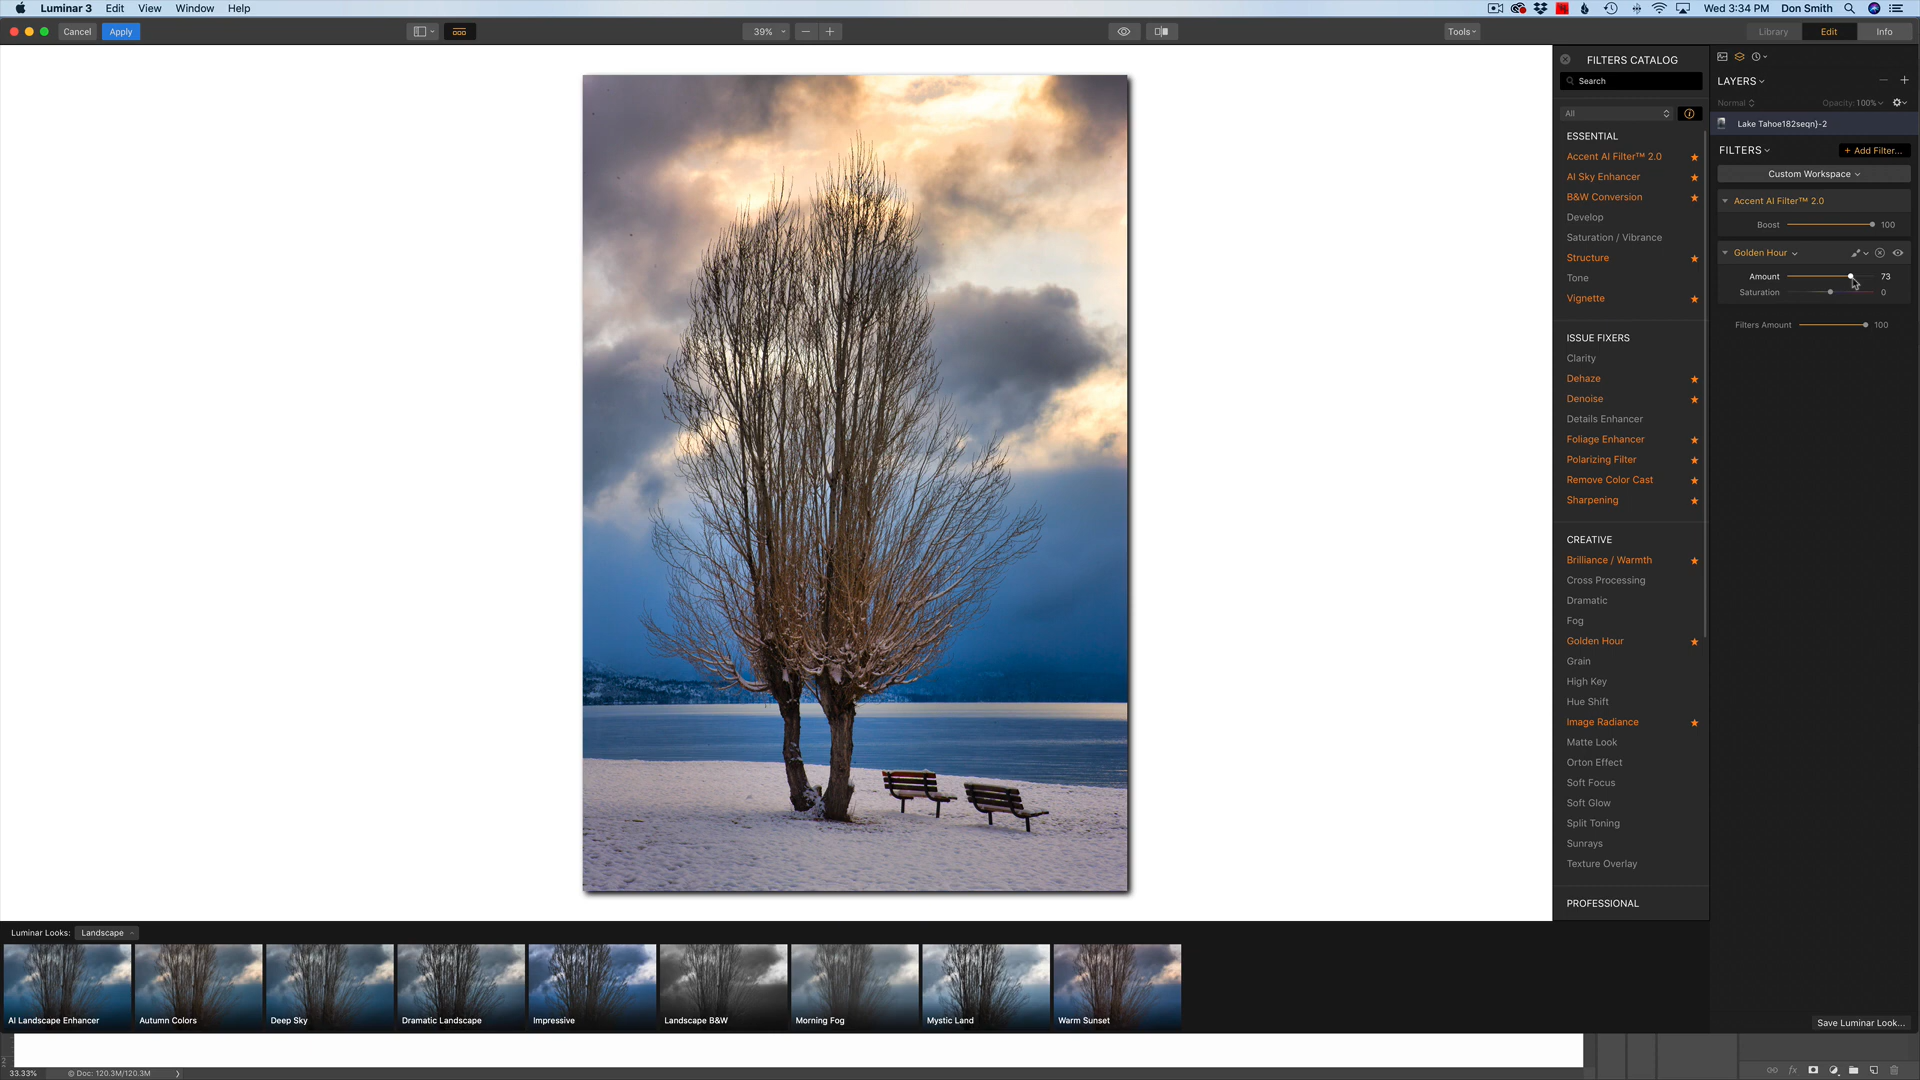 Luminar 3 Edit View Window Help Wed 3:34 PM Don Smith
Cancel Apply 39% Tools Library Edit Info
FILTERS CATALOG
Search
All
ESSENTIAL
Accent AI Filter™ 2.0
AI Sky Enhancer
B&W Conversion
Develop
Saturation / Vibrance
Structure
Tone
Vignette
ISSUE FIXERS
Clarity
Dehaze
Denoise
Details Enhancer
Foliage Enhancer
Polarizing Filter
Remove Color Cast
Sharpening
CREATIVE
Brilliance / Warmth
Cross Processing
Dramatic
Fog
Golden Hour
Grain
High Key
Hue Shift
Image Radiance
Matte Look
Orton Effect
Soft Focus
Soft Glow
Split Toning
Sunrays
Texture Overlay
PROFESSIONAL
LAYERS
Normal Opacity: 100%
Lake Tahoe182seqn}-2
FILTERS + Add Filter...
Custom Workspace
Accent AI Filter™ 2.0
Boost 100
Golden Hour
Amount 73
Saturation 0
Filters Amount 100
Luminar Looks: Landscape
AI Landscape Enhancer Autumn Colors Deep Sky Dramatic Landscape Impressive Landscape B&W Morning Fog Mystic Land Warm Sunset
Save Luminar Look...
33.33% Doc: 120.3M/120.3M